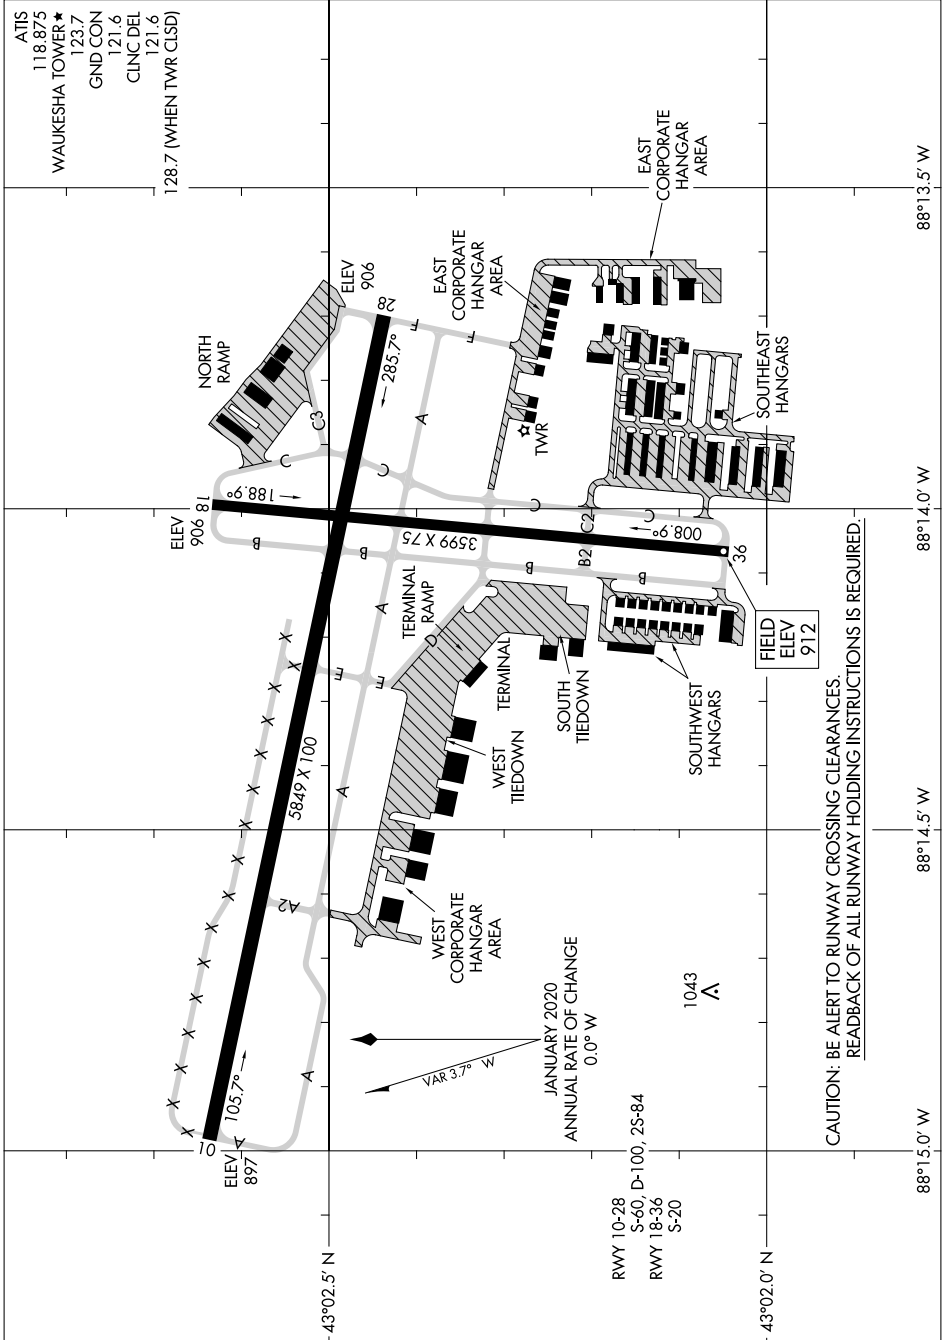 ATIS
118.875
WAUKESHA TOWER★
123.7
GND CON
121.6
CLNC DEL
121.6
128.7 (WHEN TWR CLSD)
EAST
CORPORATE
HANGAR
AREA
88°13.5' W
ELEV
906
EAST
CORPORATE
HANGAR
AREA
NORTH
RAMP
28
285.7°
F
F
A
C3
C
C
TWR
SOUTHEAST
HANGARS
ELEV
906
18
188.9°
C
C2
C
008.9°
88°14.0' W
3599 X 75
B
B
B
B2
B
36
FIELD
ELEV
912
A
TERMINAL
RAMP
D
E
E
TERMINAL
SOUTH
TIEDOWN
SOUTHWEST
HANGARS
WEST
TIEDOWN
X X X X X X X X X X X X X X X
5849 X 100
A
88°14.5' W
A2
WEST
CORPORATE
HANGAR
AREA
1043
A
105.7°
10
A
ELEV
897
VAR 3.7° W
JANUARY 2020
ANNUAL RATE OF CHANGE
0.0° W
CAUTION: BE ALERT TO RUNWAY CROSSING CLEARANCES.
READBACK OF ALL RUNWAY HOLDING INSTRUCTIONS IS REQUIRED.
88°15.0' W
RWY 10-28
S-60, D-100, 2S-84
RWY 18-36
S-20
43°02.5' N
43°02.0' N